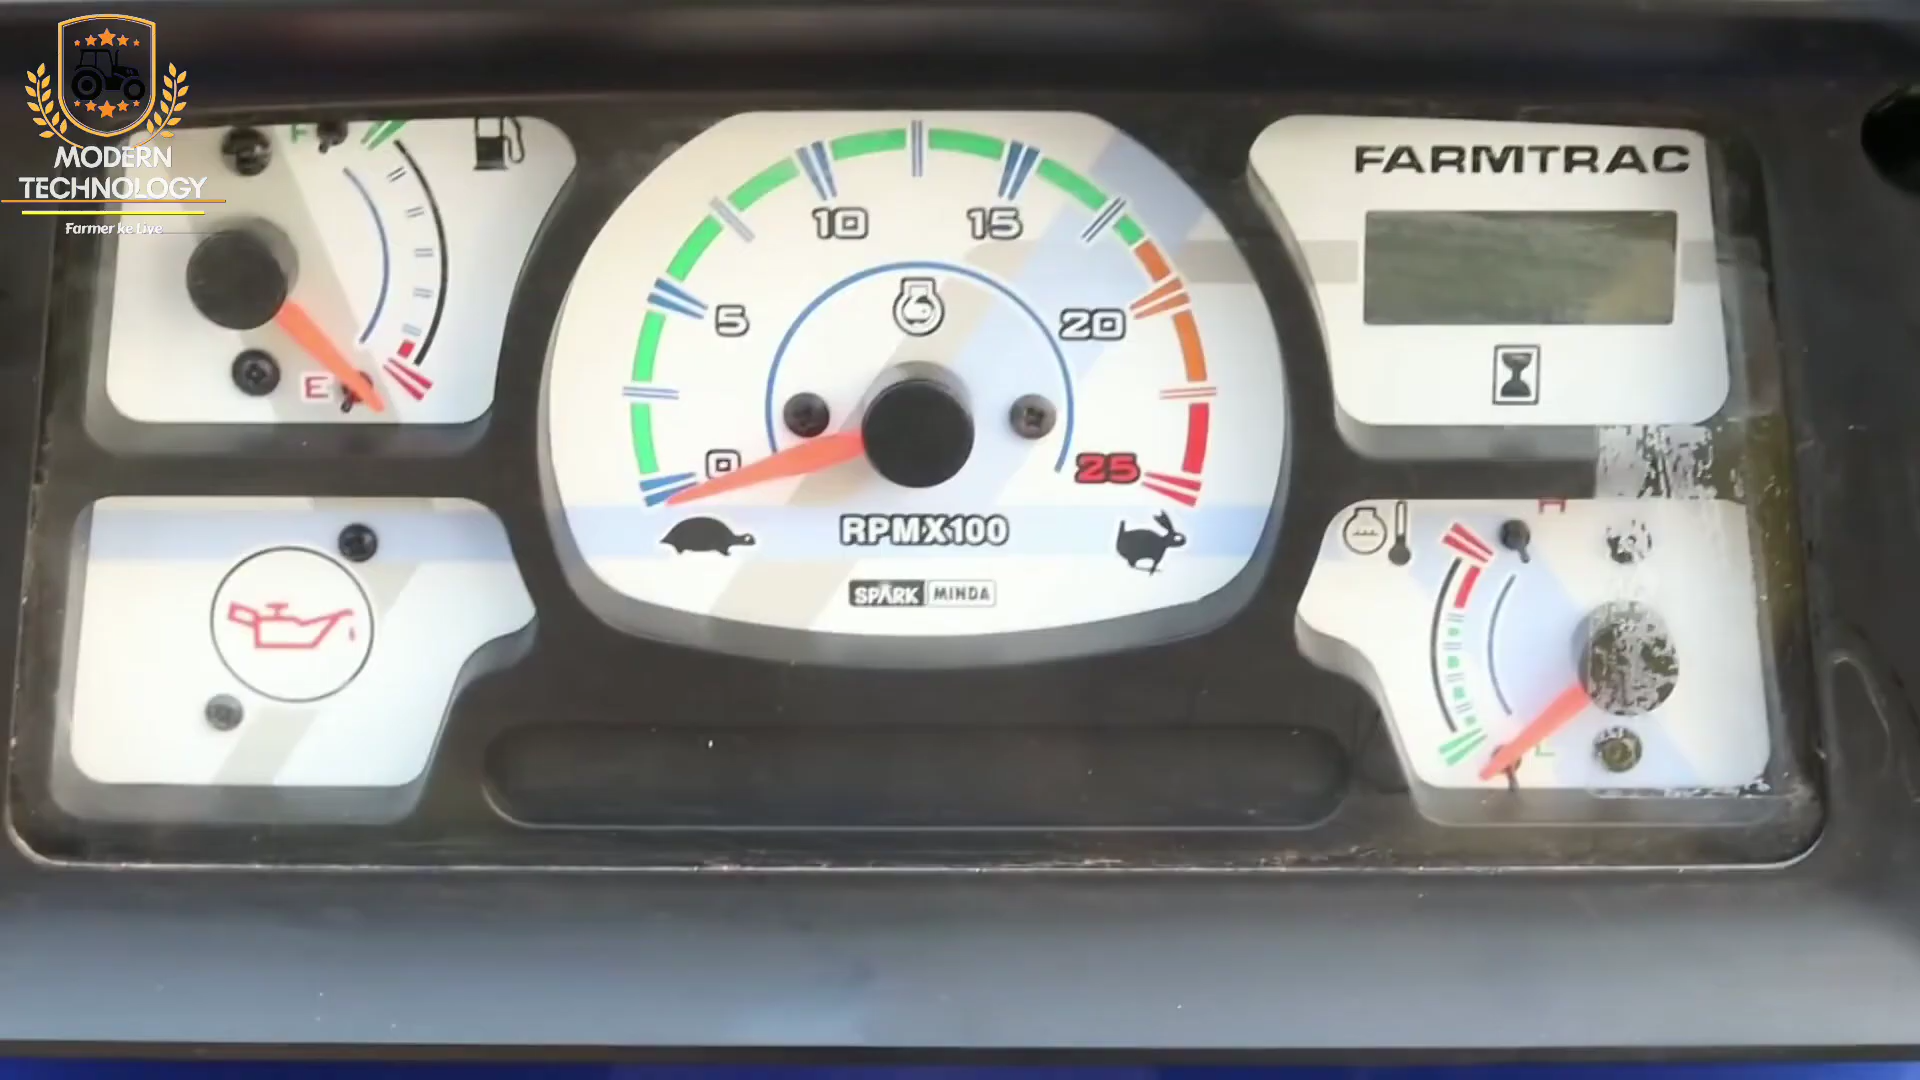 MODERN
TECHNOLOGY
Farmer ke Live
F
E
0
5
10
15
20
25
RPMX100
SPARK MINDA
FARMTRAC
H
C